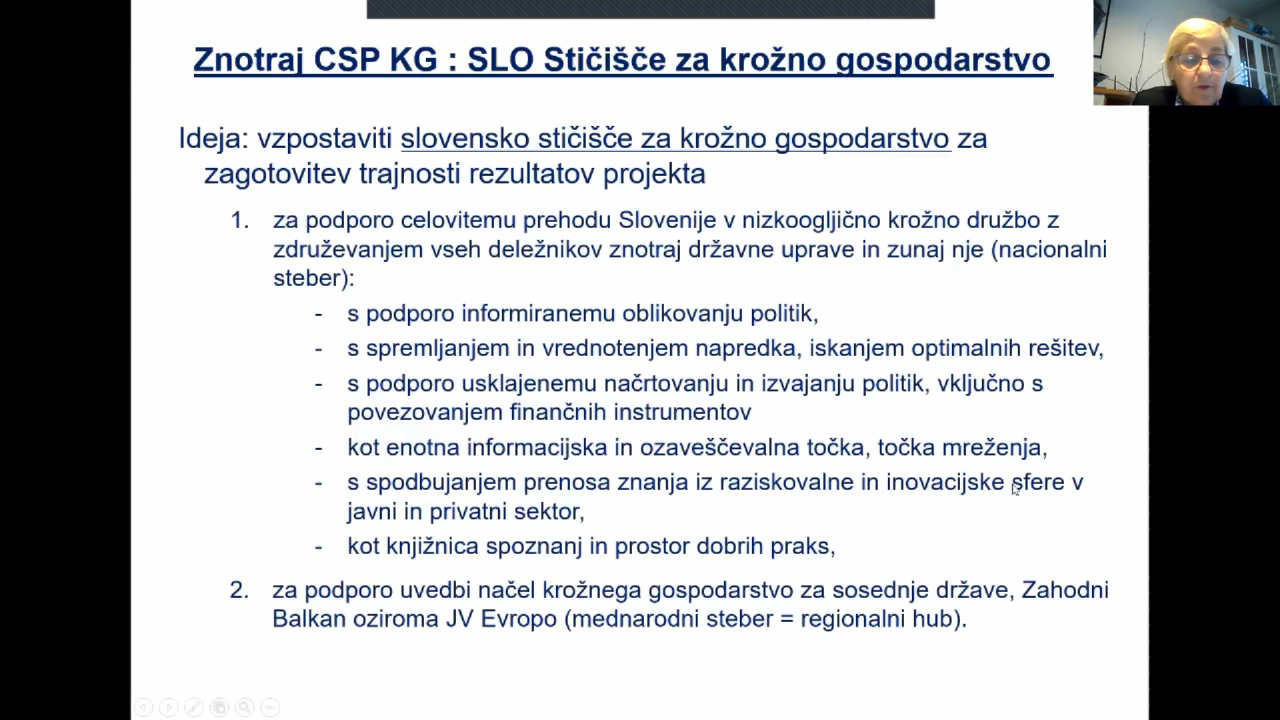 Znotraj CSP KG : SLO Stičišče za krožno gospodarstvo
Ideja: vzpostaviti slovensko stičišče za krožno gospodarstvo za
zagotovitev trajnosti rezultatov projekta
1. za podporo celovitemu prehodu Slovenije v nizkoogljično krožno družbo z
združevanjem vseh deležnikov znotraj državne uprave in zunaj nje (nacionalni
steber):
- s podporo informiranemu oblikovanju politik,
- s spremljanjem in vrednotenjem napredka, iskanjem optimalnih rešitev,
- s podporo usklajenemu načrtovanju in izvajanju politik, vključno s
povezovanjem finančnih instrumentov
- kot enotna informacijska in ozaveščevalna točka, točka mreženja,
- s spodbujanjem prenosa znanja iz raziskovalne in inovacijske sfere v
javni in privatni sektor,
- kot knjižnica spoznanj in prostor dobrih praks,
2. za podporo uvedbi načel krožnega gospodarstvo za sosednje države, Zahodni
Balkan oziroma JV Evropo (mednarodni steber = regionalni hub).